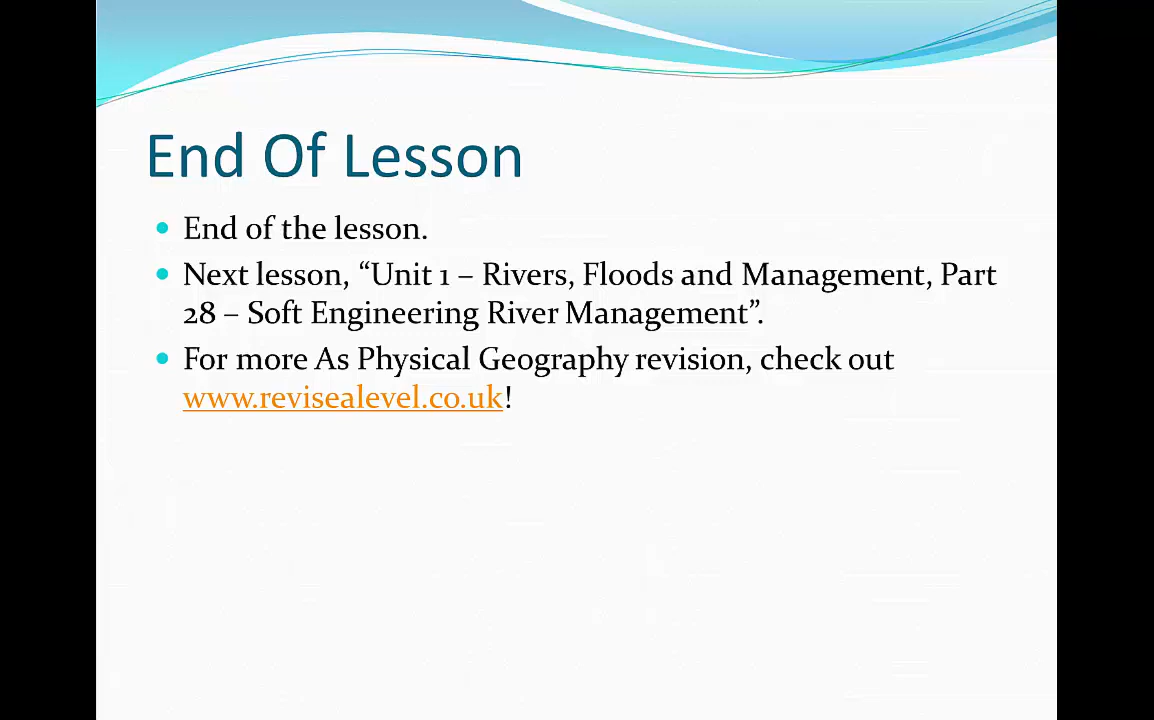 End Of Lesson
• End of the lesson.
• Next lesson, “Unit 1 – Rivers, Floods and Management, Part
28 – Soft Engineering River Management”.
• For more As Physical Geography revision, check out
www.revisealevel.co.uk!